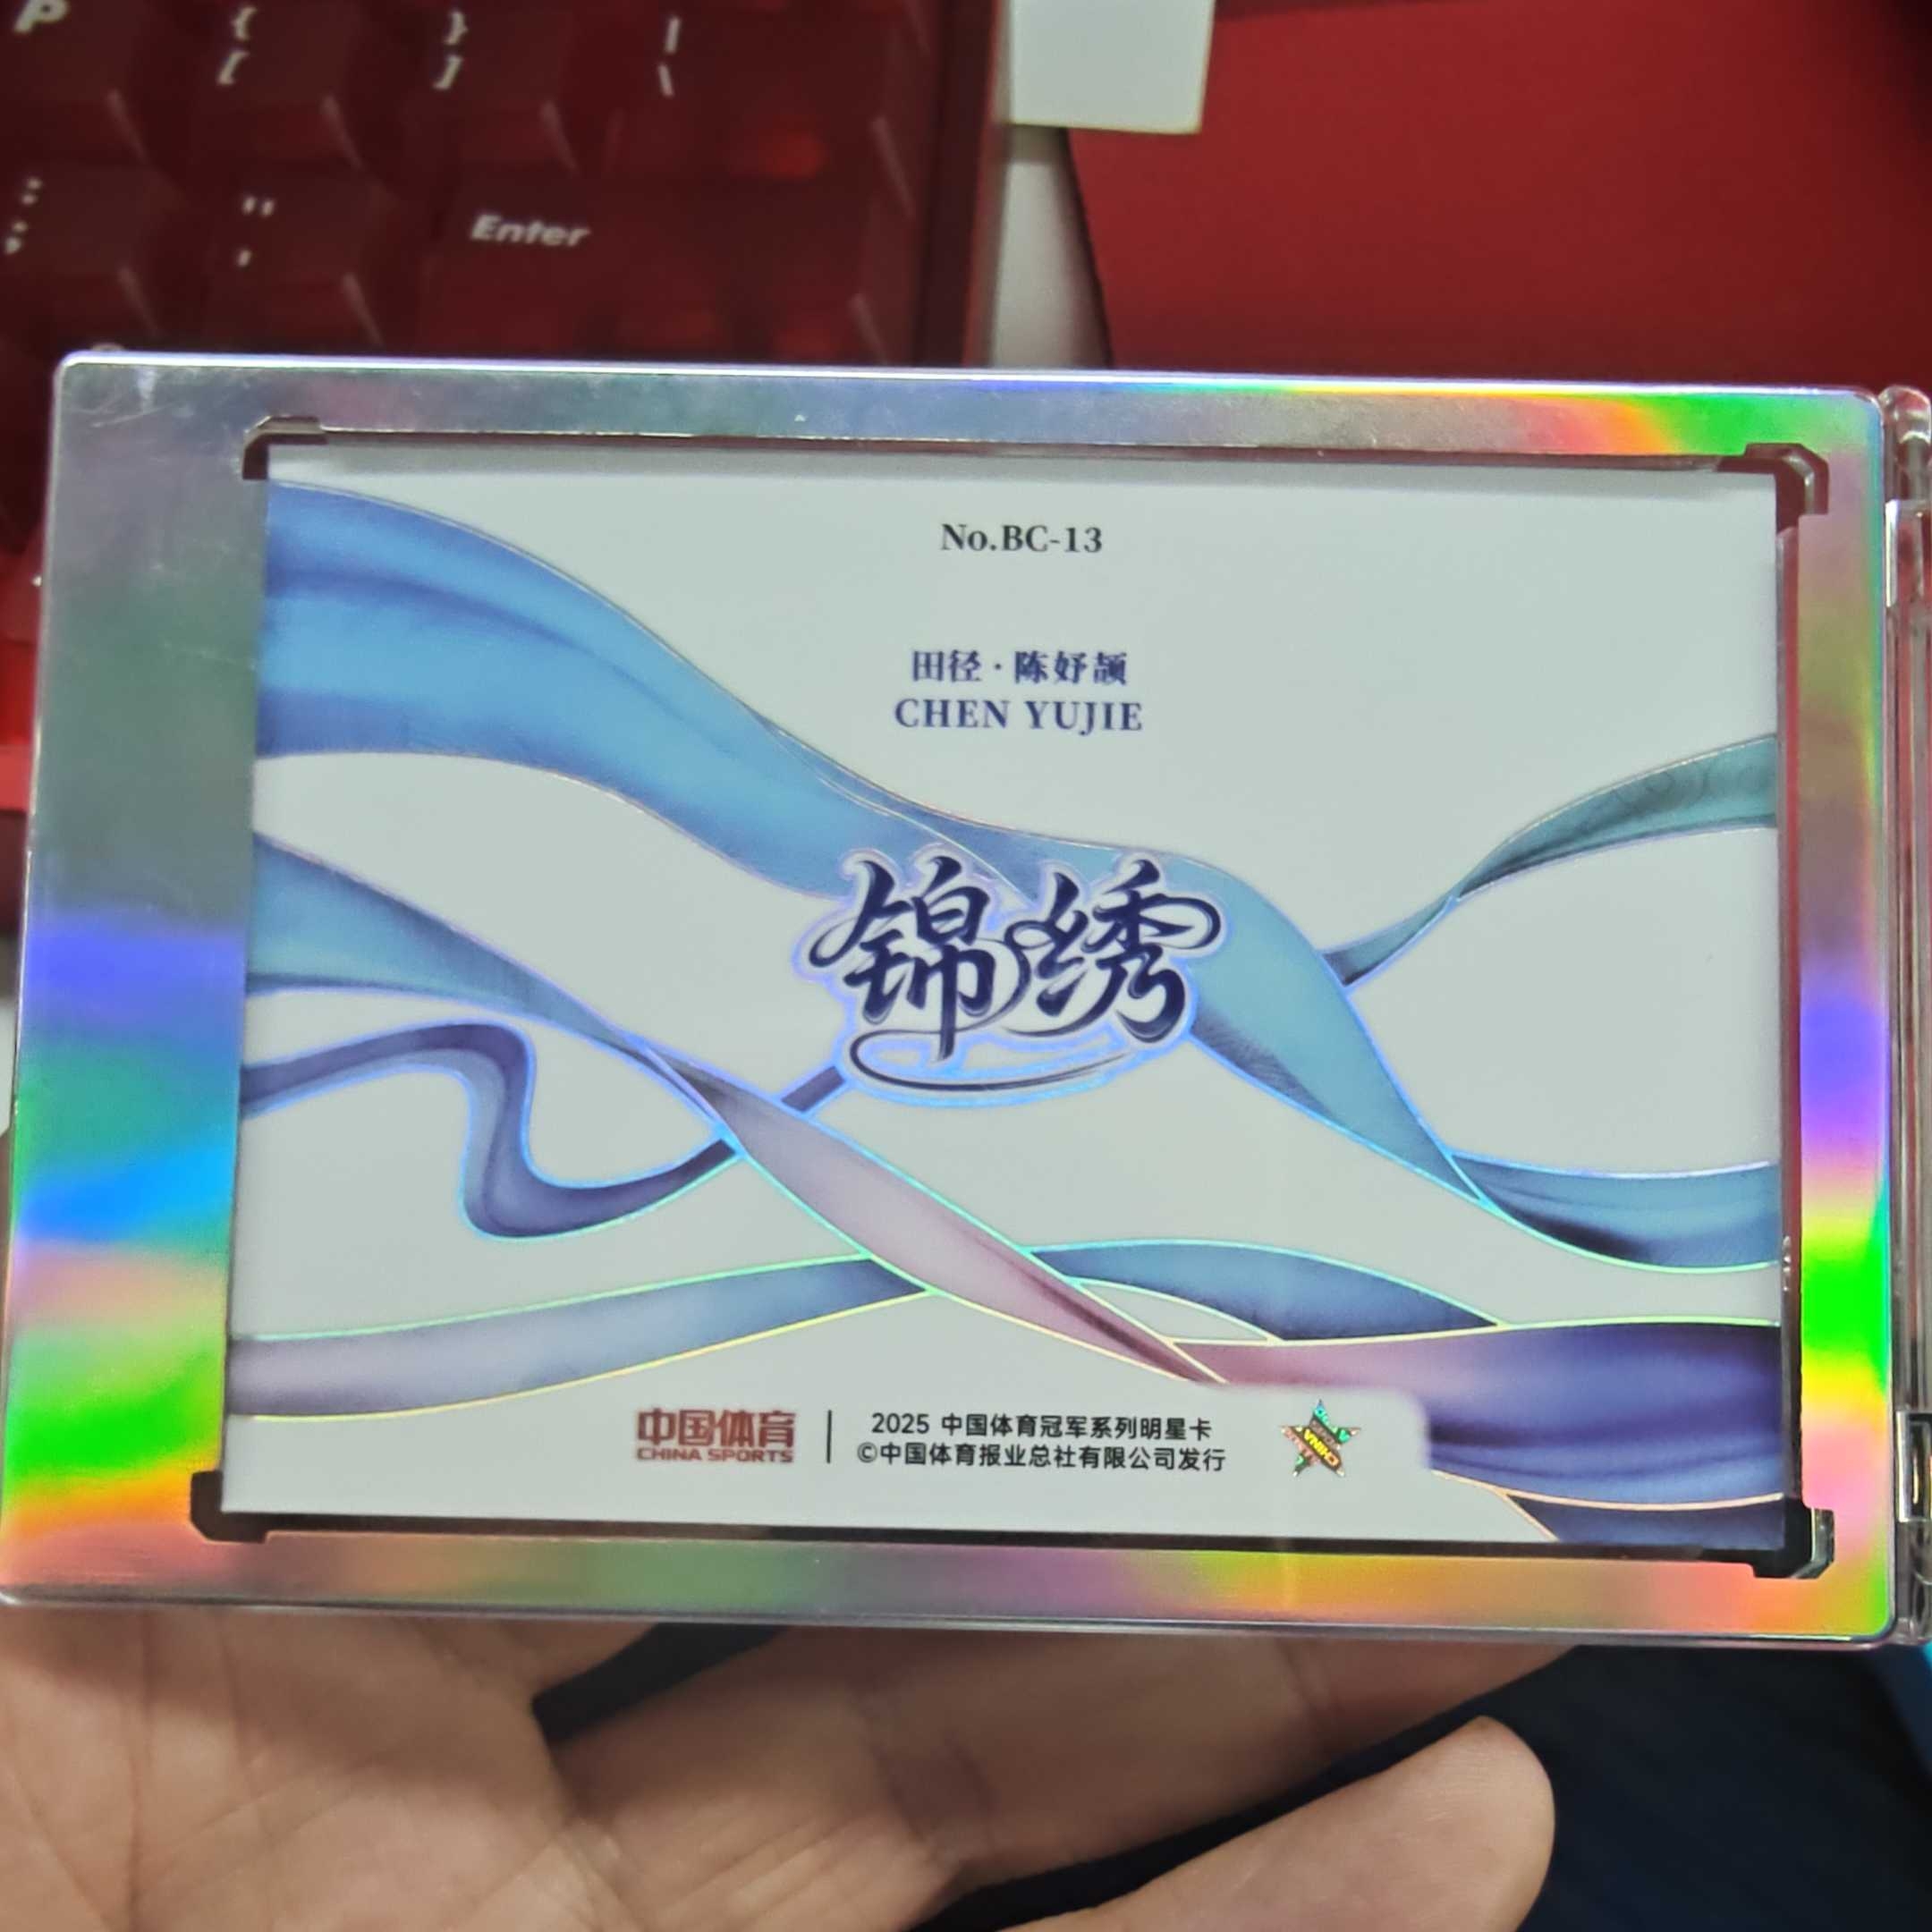 P { [ } ] | \
: ; " ' Enter
No.BC-13
田径·陈妤颉
CHEN YUJIE
锦绣
中国体育
CHINA SPORTS
2025 中国体育冠军系列明星卡
©中国体育报业总社有限公司发行
CHINA